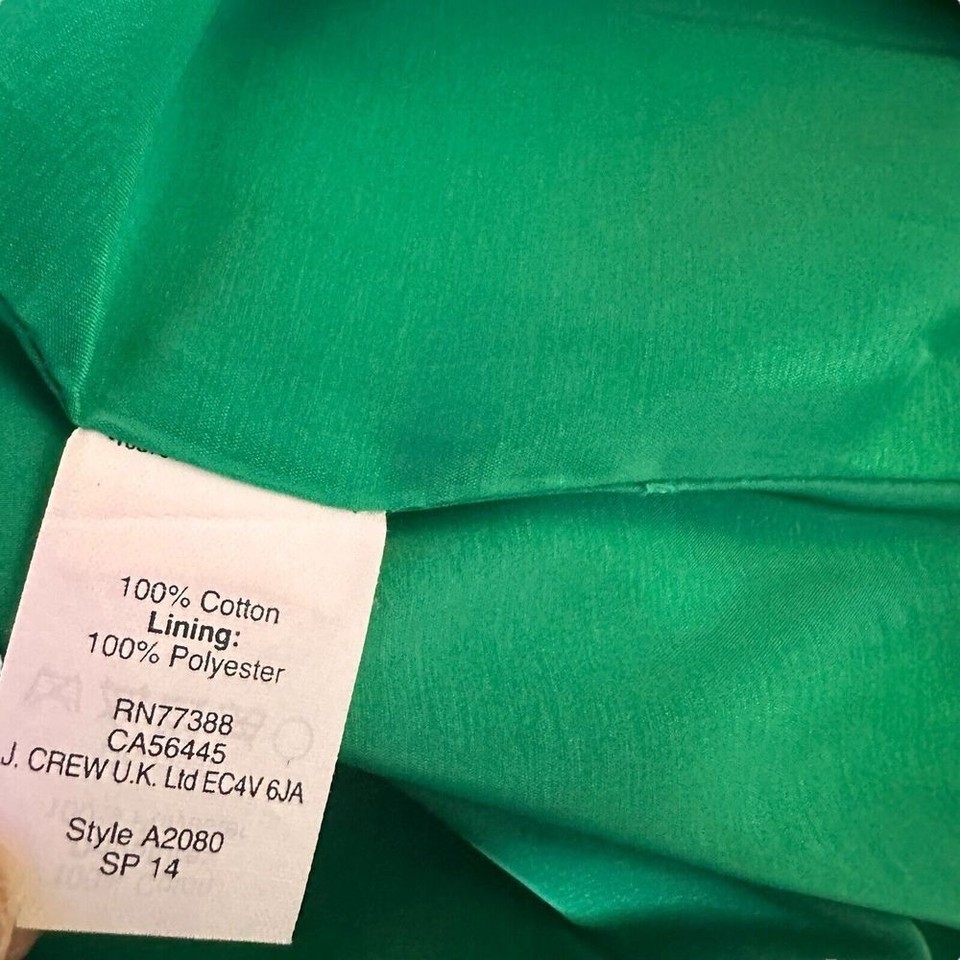 100% Cotton
Lining:
100% Polyester
RN77388
CA56445
J. CREW U.K. Ltd EC4V 6JA
Style A2080
SP 14